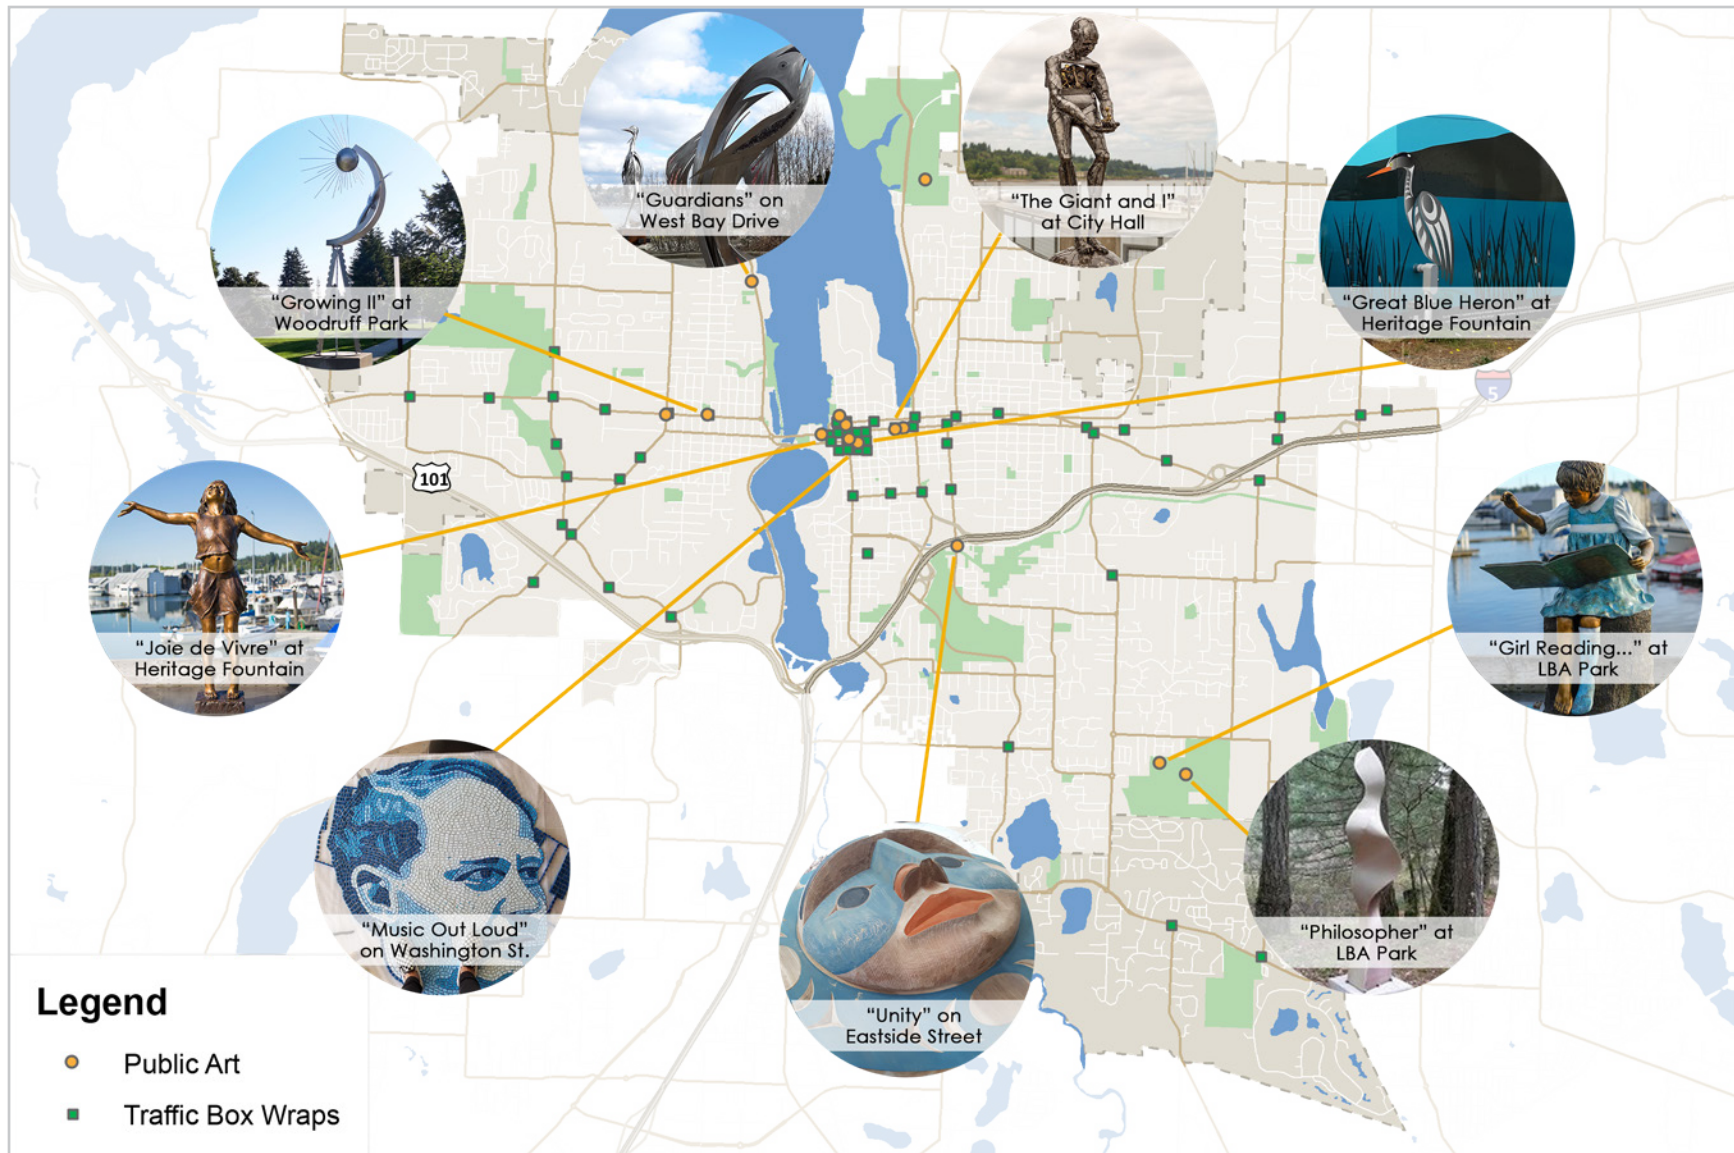 “Guardians” on
West Bay Drive
“The Giant and I”
at City Hall
“Growing II” at
Woodruff Park
“Great Blue Heron” at
Heritage Fountain
5
101
“Joie de Vivre” at
Heritage Fountain
“Girl Reading...” at
LBA Park
“Music Out Loud”
on Washington St.
“Philosopher” at
LBA Park
“Unity” on
Eastside Street
Legend
Public Art
Traffic Box Wraps